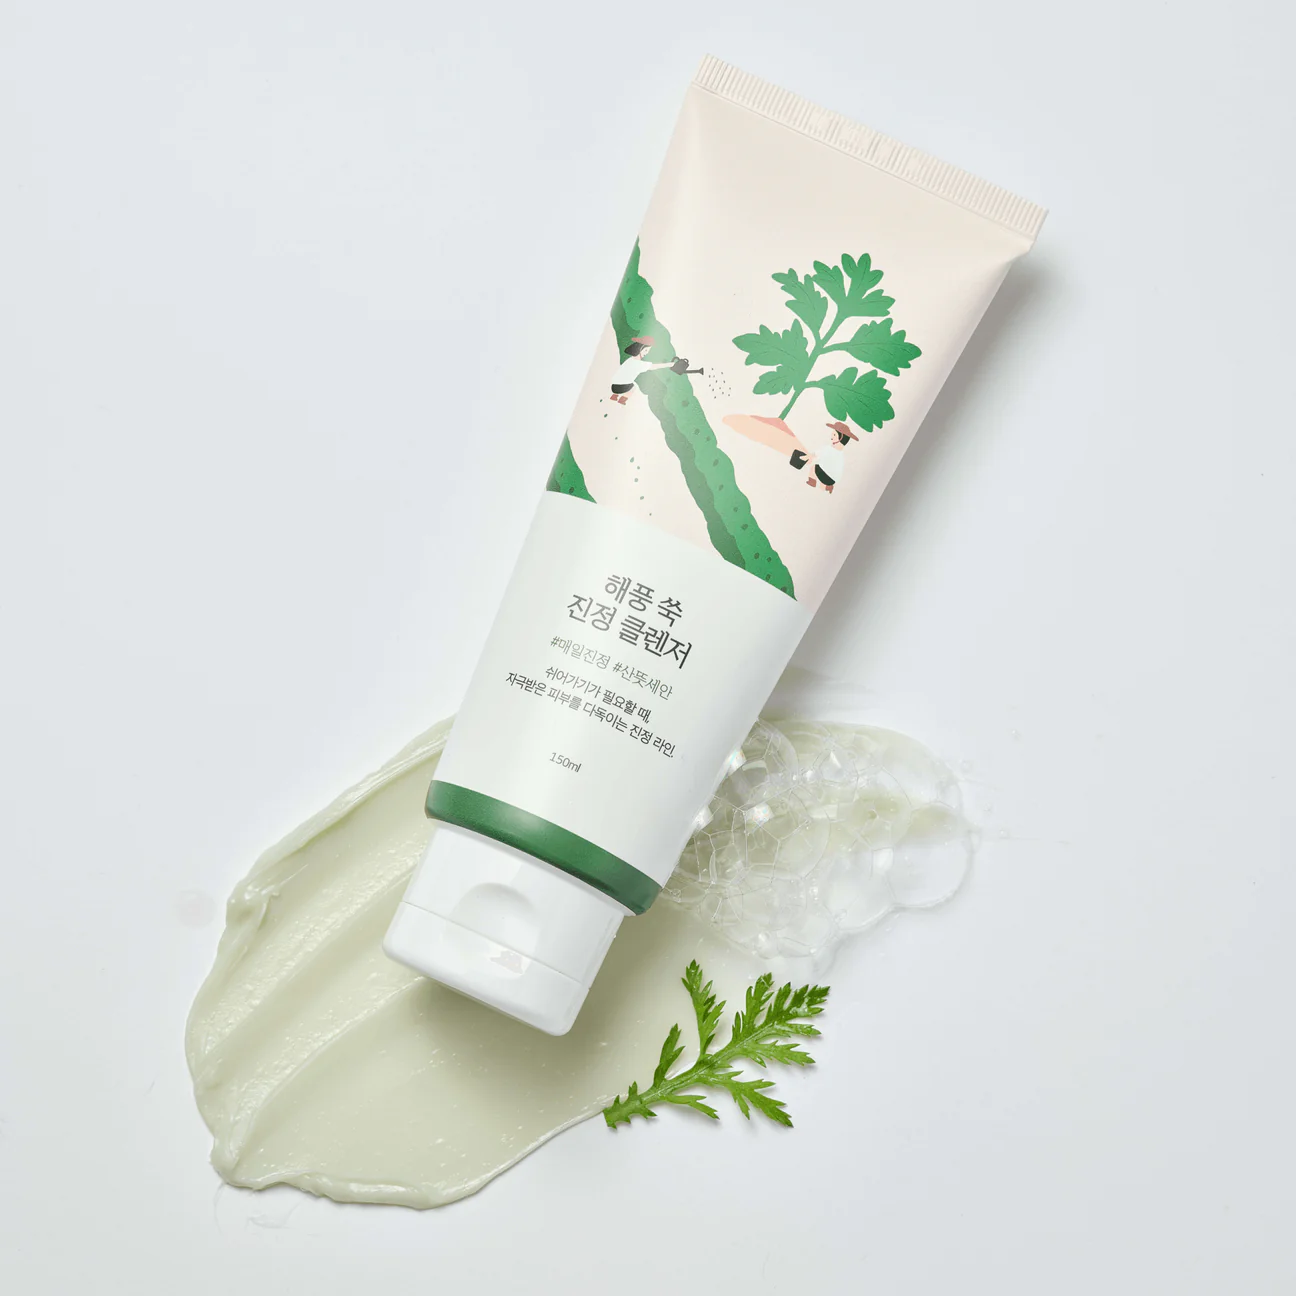 해풍 쑥
진정 클렌저
#매일진정 #산뜻세안
쉬어가기가 필요할 때,
자극받은 피부를 다독이는 진정 라인.
150ml